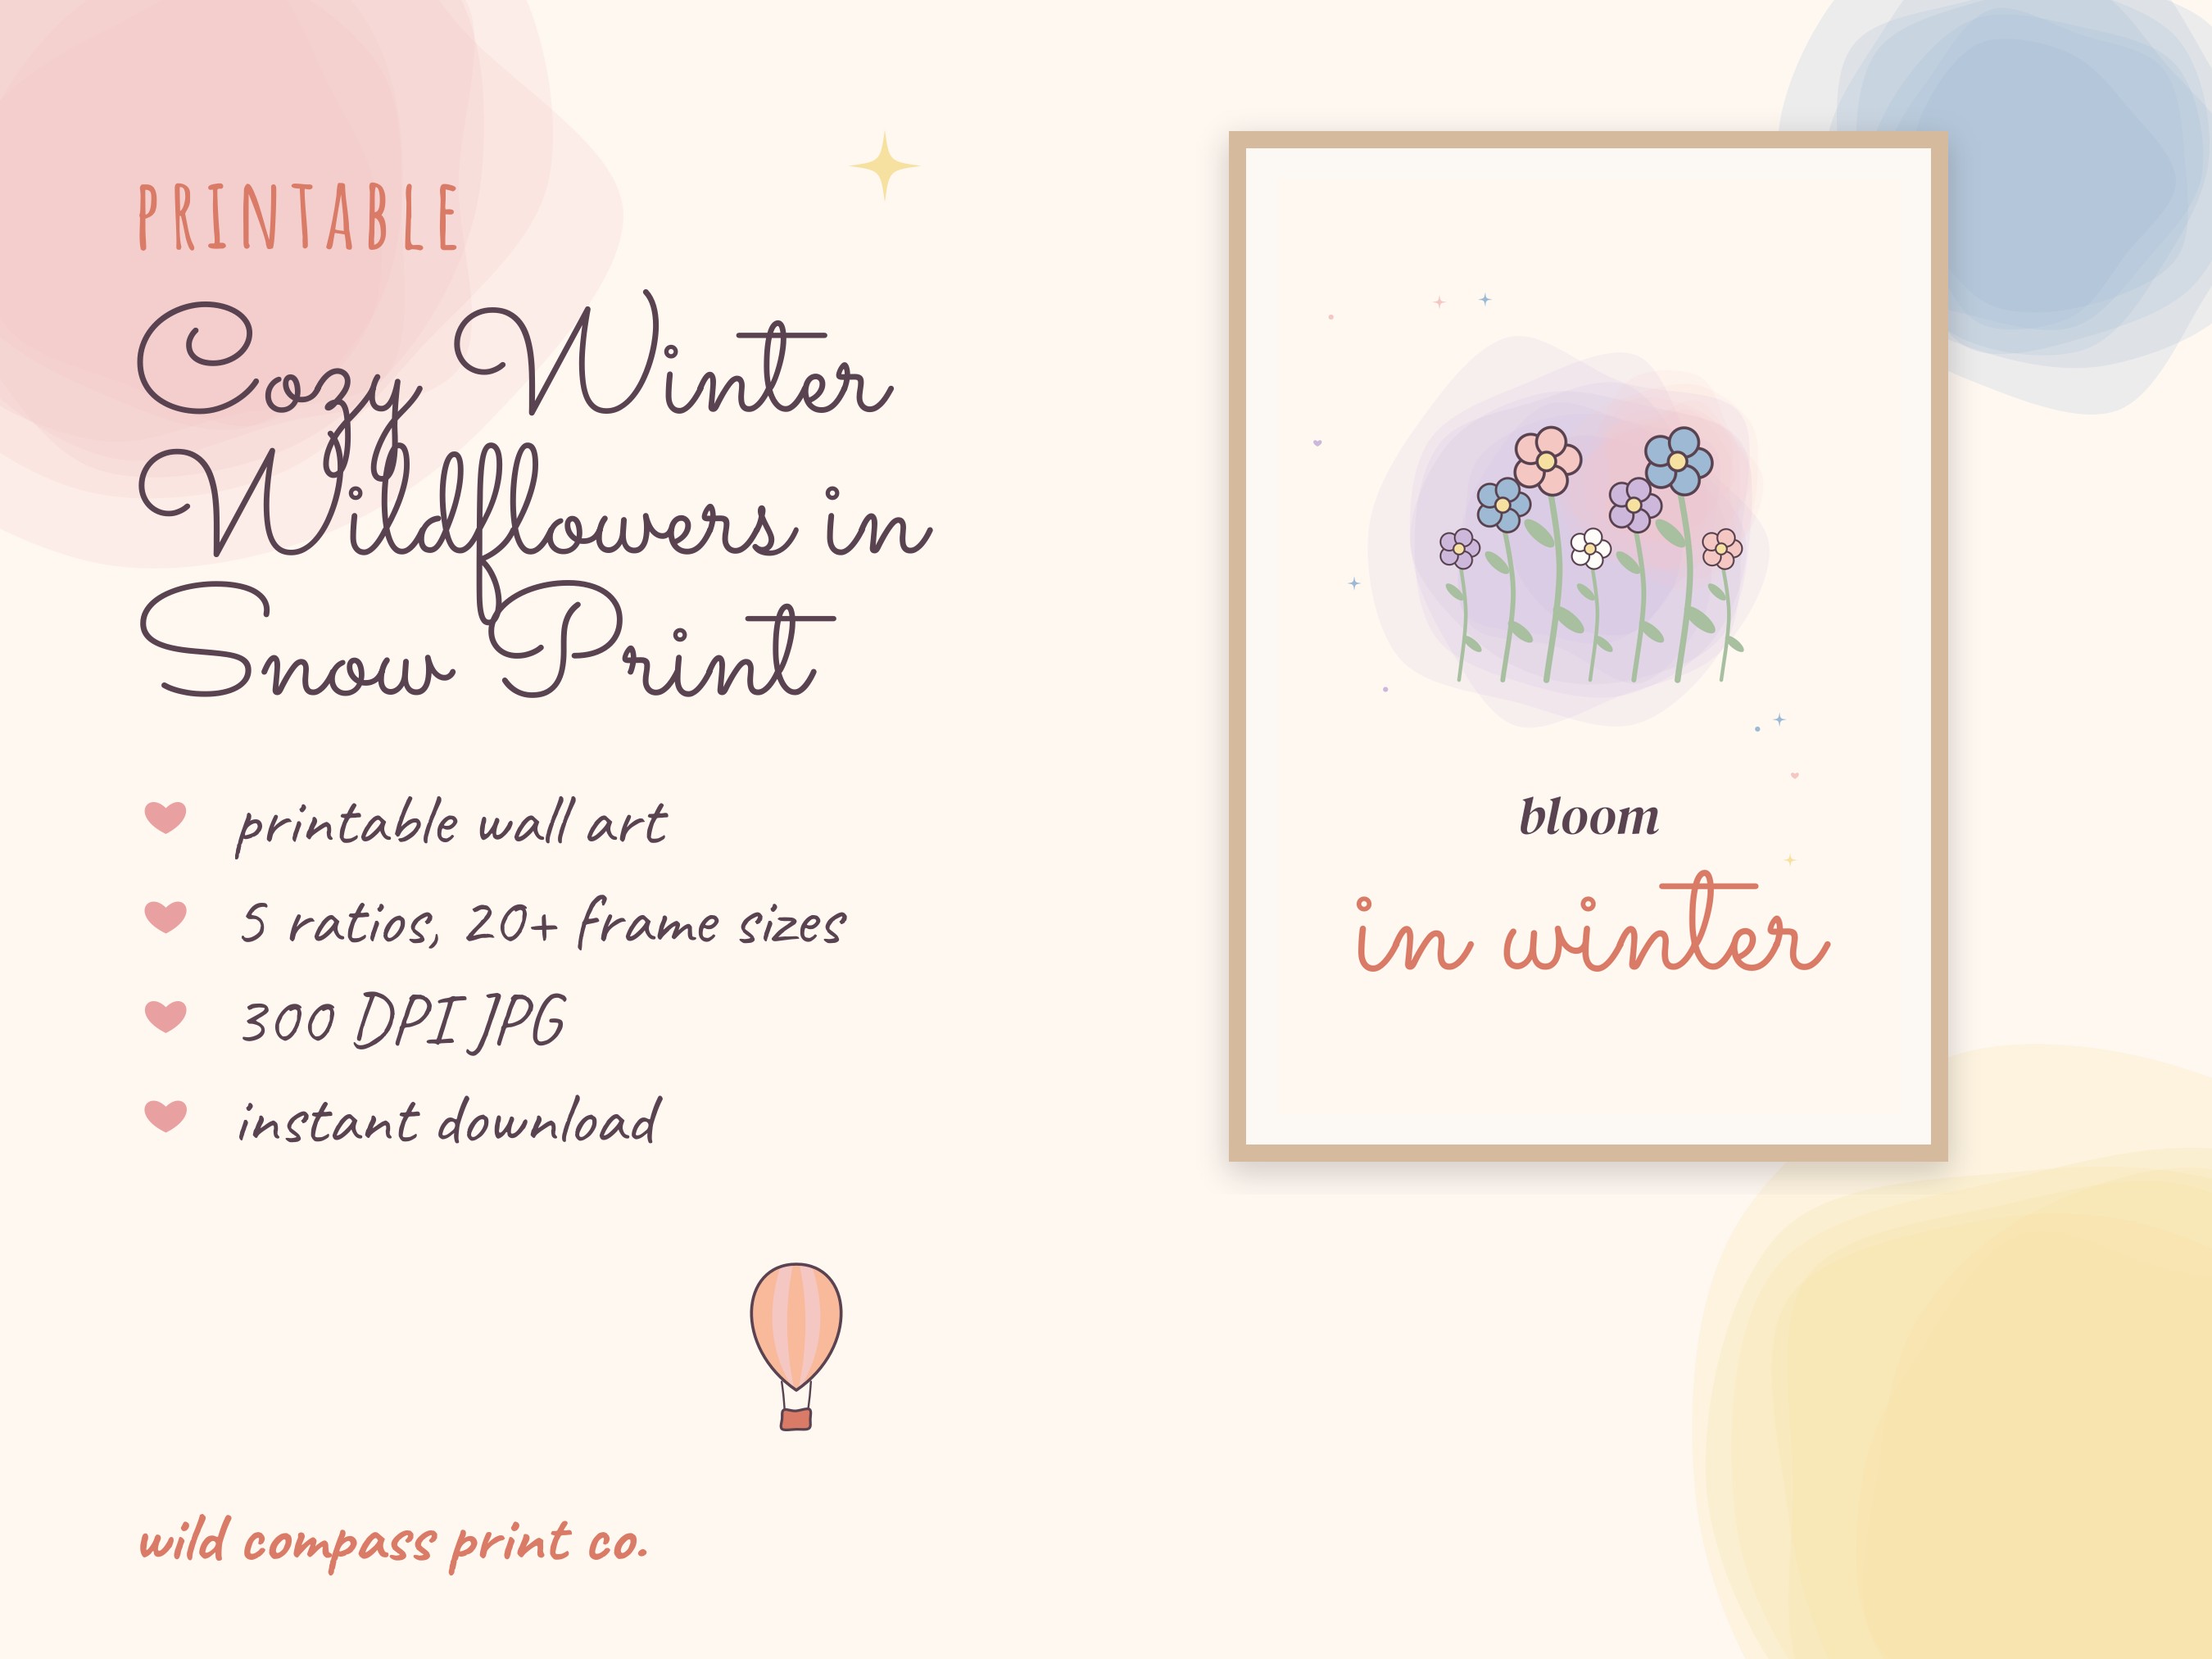 PRINTABLE
Cozy Winter
Wildflowers in
Snow Print
printable wall art
5 ratios, 20+ frame sizes
300 DPI JPG
instant download
wild compass print co.
bloom
in winter